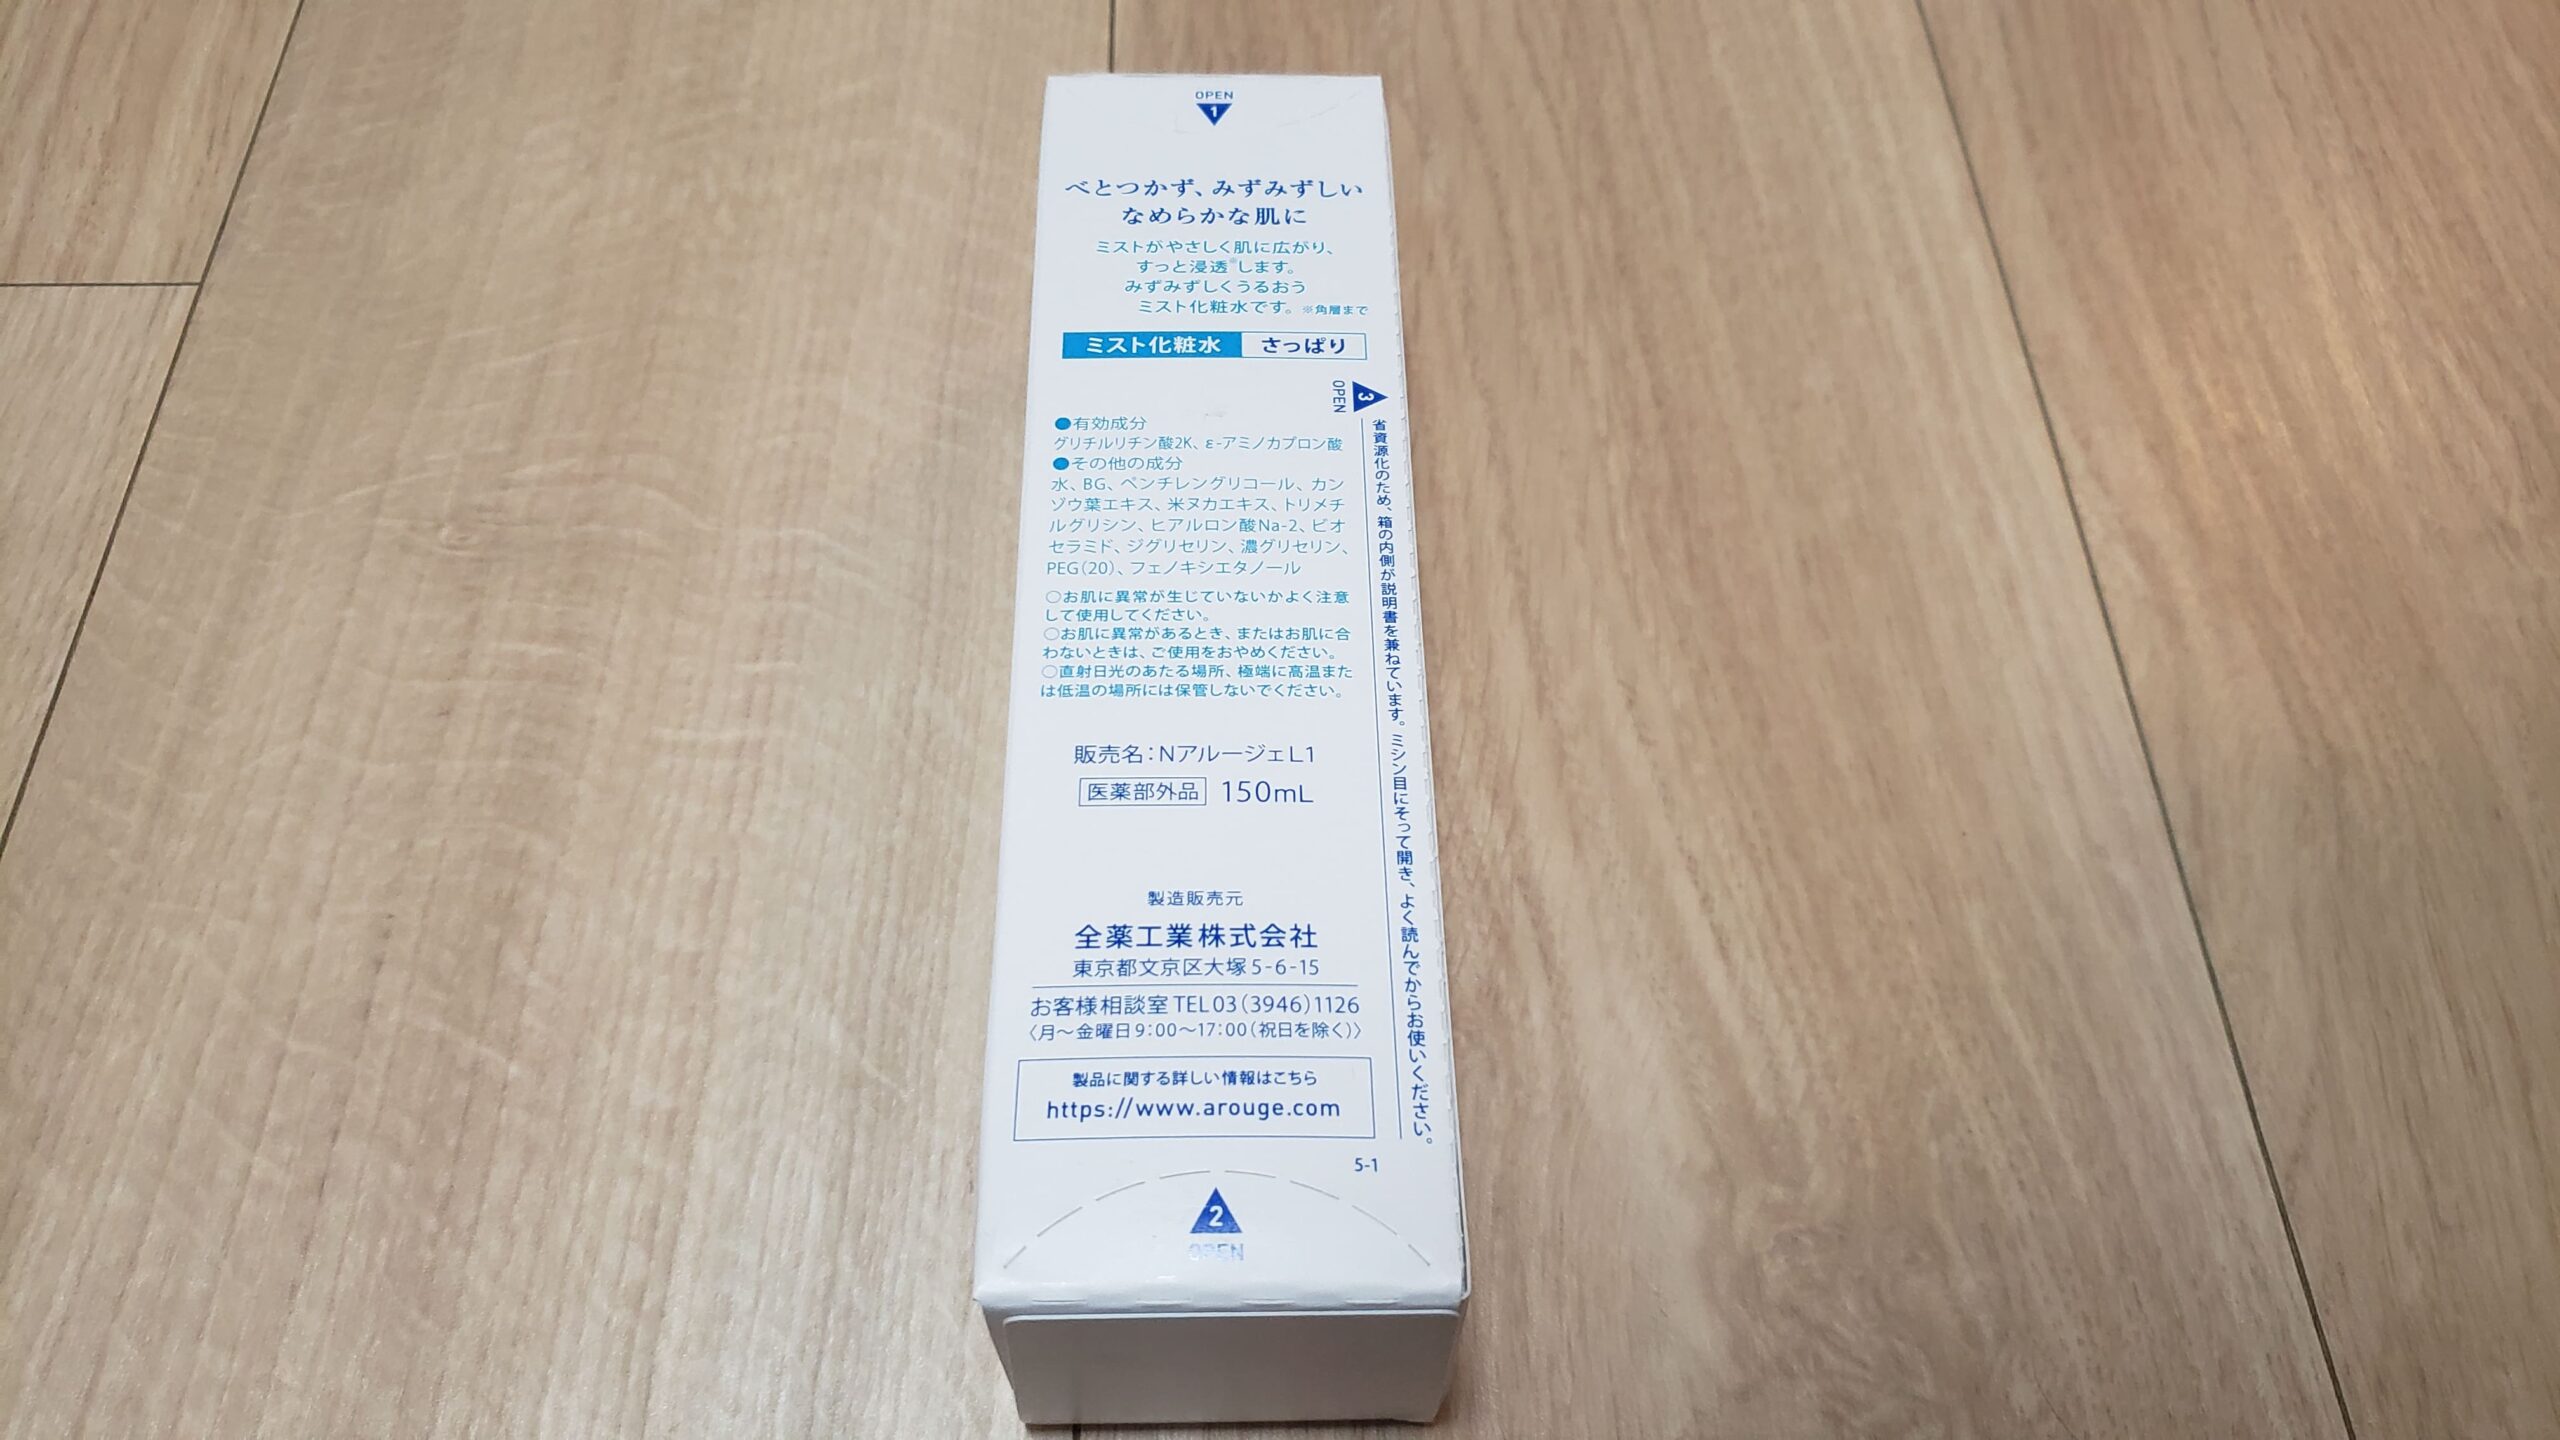 OPEN
1
べとつかず、みずみずしい
なめらかな肌に
ミストがやさしく肌に広がり、
すっと浸透※します。
みずみずしくうるおう
ミスト化粧水です。※角層まで
ミスト化粧水 さっぱり
OPEN
3
●有効成分
グリチルリチン酸2K、ε-アミノカプロン酸
●その他の成分
水、BG、ペンチレングリコール、カン
ゾウ葉エキス、米ヌカエキス、トリメチ
ルグリシン、ヒアルロン酸Na-2、ビオ
セラミド、ジグリセリン、濃グリセリン、
PEG(20)、フェノキシエタノール
○お肌に異常が生じていないかよく注意
して使用してください。
○お肌に異常があるとき、またはお肌に合
わないときは、ご使用をおやめください。
○直射日光のあたる場所、極端に高温また
は低温の場所には保管しないでください。
省資源化のため、箱の内側が説明書を兼ねています。ミシン目にそって開き、よく読んでからお使いください。
販売名：NアルージェL1
医薬部外品 150mL
製造販売元
全薬工業株式会社
東京都文京区大塚5-6-15
お客様相談室 TEL03(3946)1126
〈月～金曜日9:00～17:00(祝日を除く)〉
製品に関する詳しい情報はこちら
https://www.arouge.com
5-1
2
OPEN